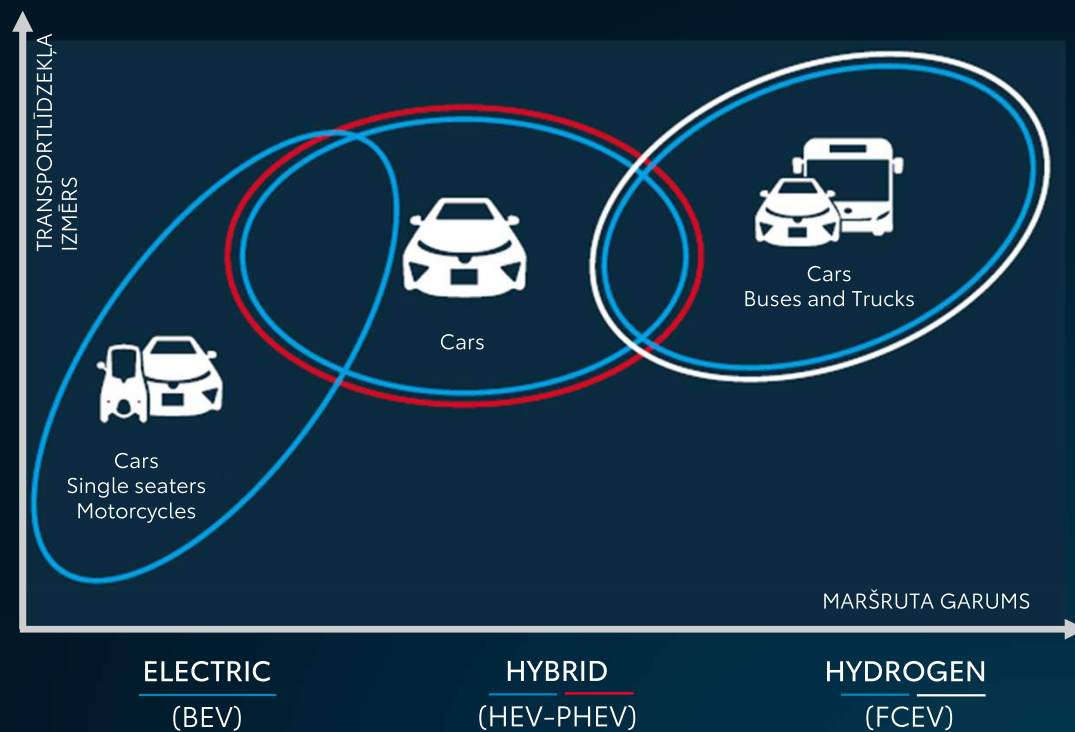 TRANSPORTLĪDZEKĻA
IZMĒRS
Cars
Buses and Trucks
Cars
Cars
Single seaters
Motorcycles
MARŠRUTA GARUMS
ELECTRIC
(BEV)
HYBRID
(HEV-PHEV)
HYDROGEN
(FCEV)